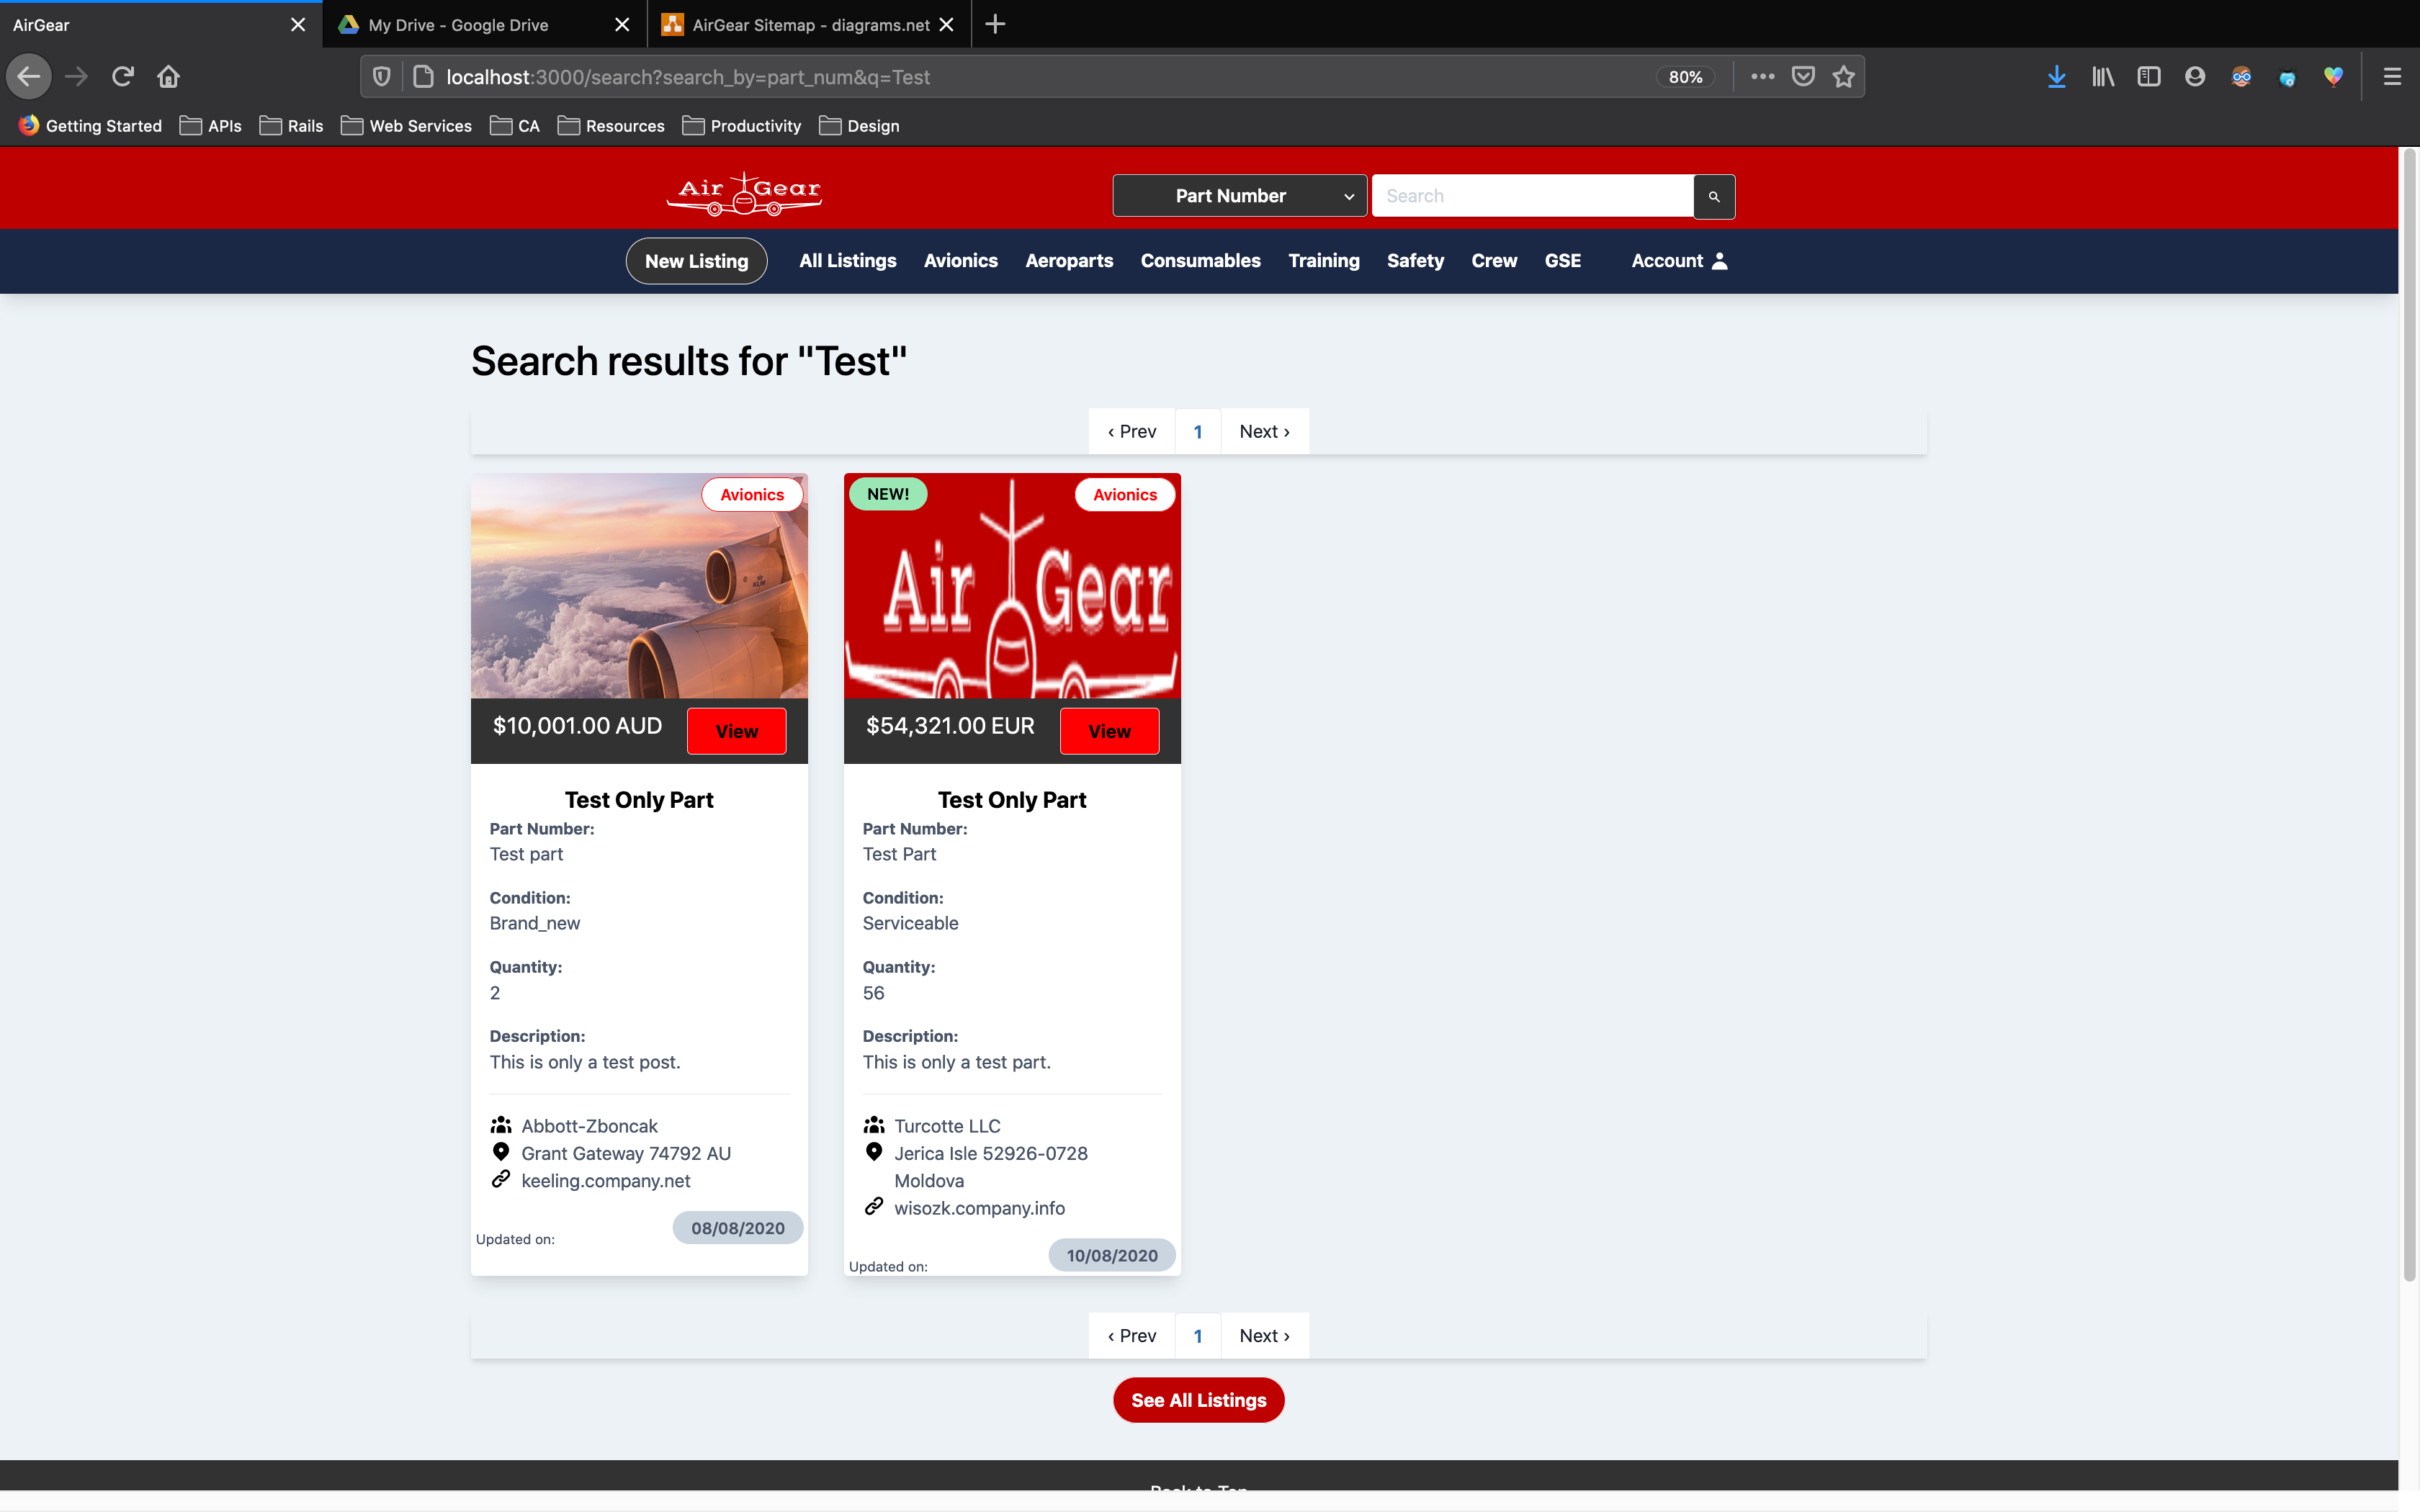 AirGear
My Drive - Google Drive
AirGear Sitemap - diagrams.net
localhost:3000/search?search_by=part_num&q=Test
80%
Getting Started
APIs
Rails
Web Services
CA
Resources
Productivity
Design
Air Gear
Part Number
Search
New Listing
All Listings
Avionics
Aeroparts
Consumables
Training
Safety
Crew
GSE
Account
Search results for "Test"
‹ Prev
1
Next ›
Avionics
$10,001.00 AUD
View
Test Only Part
Part Number:
Test part
Condition:
Brand_new
Quantity:
2
Description:
This is only a test post.
Abbott-Zboncak
Grant Gateway 74792 AU
keeling.company.net
Updated on:
08/08/2020
NEW!
Avionics
Air Gear
$54,321.00 EUR
View
Test Only Part
Part Number:
Test Part
Condition:
Serviceable
Quantity:
56
Description:
This is only a test part.
Turcotte LLC
Jerica Isle 52926-0728
Moldova
wisozk.company.info
Updated on:
10/08/2020
‹ Prev
1
Next ›
See All Listings
Back to Top